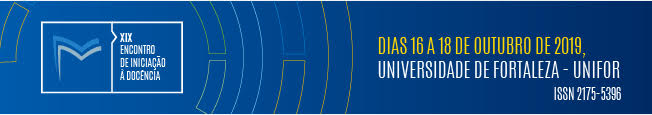 XIX
ENCONTRO
DE INICIAÇÃO
À DOCÊNCIA
DIAS 16 A 18 DE OUTUBRO DE 2019,
UNIVERSIDADE DE FORTALEZA - UNIFOR
ISSN 2175-5396